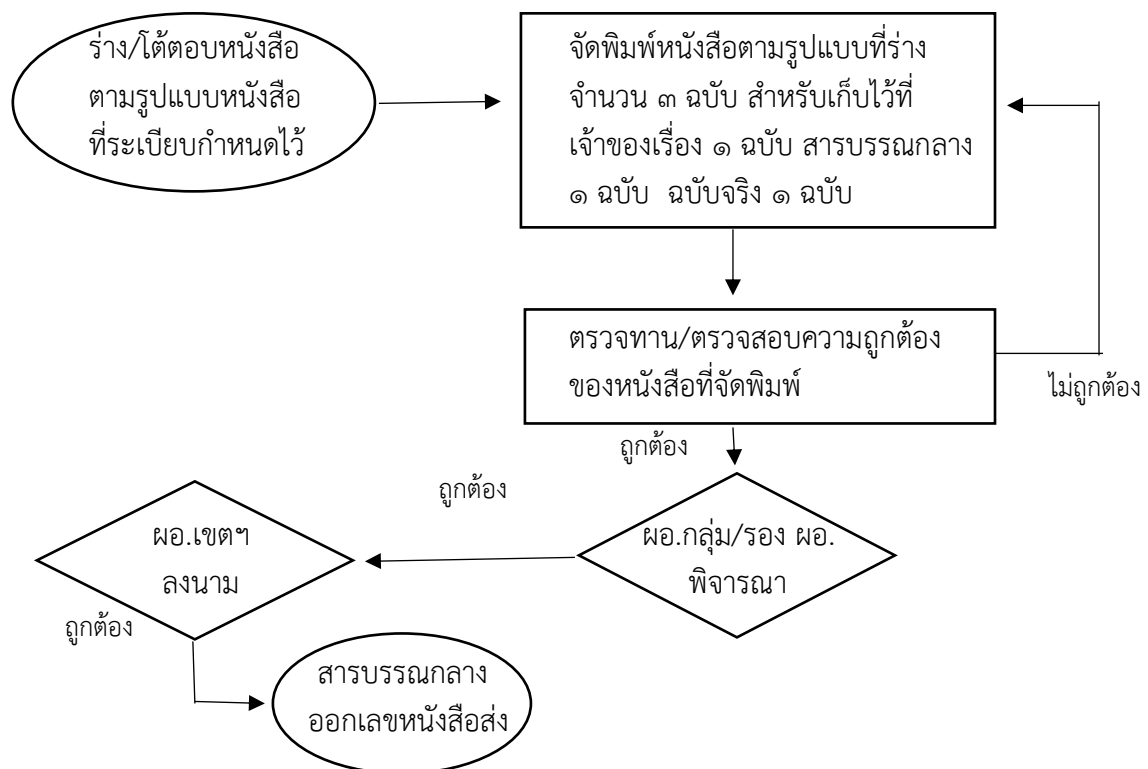 ร่าง/โต้ตอบหนังสือ
ตามรูปแบบหนังสือ
ที่ระเบียบกำหนดไว้
จัดพิมพ์หนังสือตามรูปแบบที่ร่าง
จำนวน ๓ ฉบับ สำหรับเก็บไว้ที่
เจ้าของเรื่อง ๑ ฉบับ สารบรรณกลาง
๑ ฉบับ ฉบับจริง ๑ ฉบับ
ตรวจทาน/ตรวจสอบความถูกต้อง
ของหนังสือที่จัดพิมพ์
ไม่ถูกต้อง
ถูกต้อง
ผอ.กลุ่ม/รอง ผอ.
พิจารณา
ถูกต้อง
ผอ.เขตฯ
ลงนาม
ถูกต้อง
สารบรรณกลาง
ออกเลขหนังสือส่ง